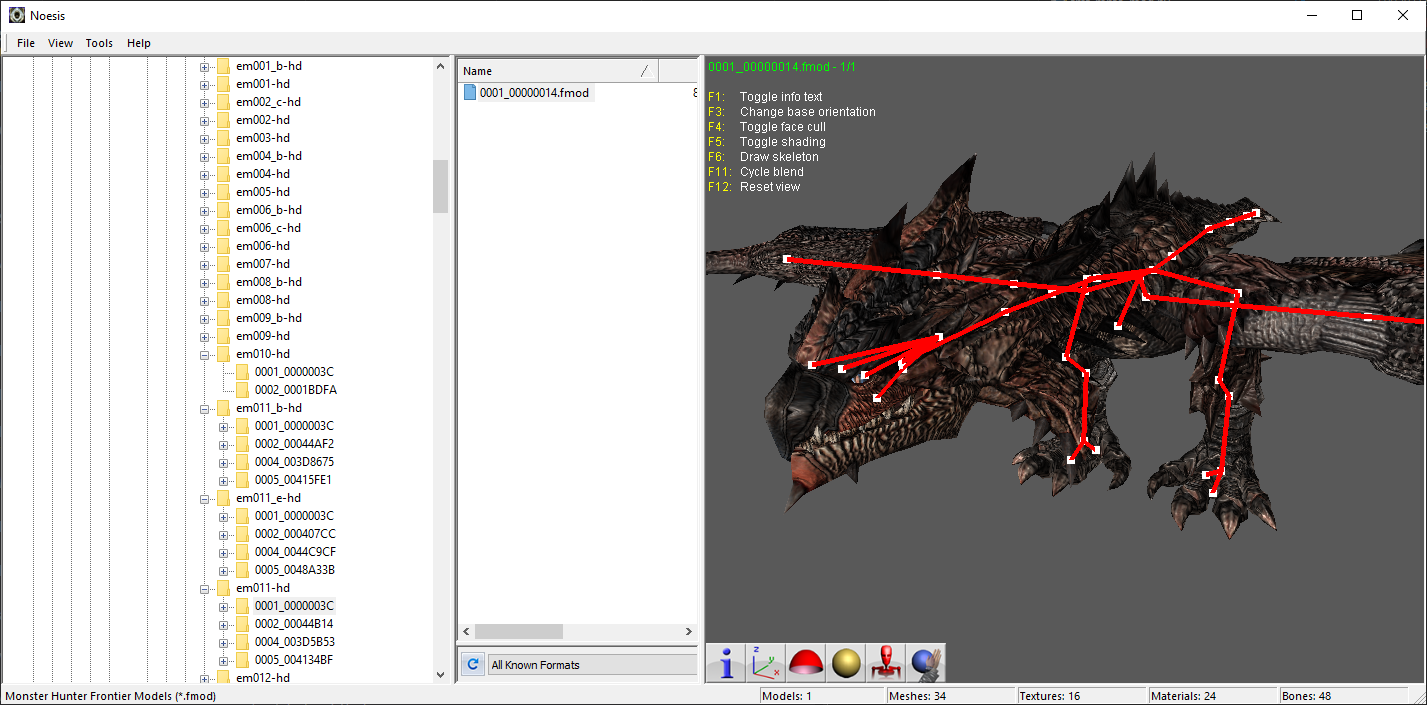 Noesis
File View Tools Help
em001_b-hd
em001-hd
em002_c-hd
em002-hd
em003-hd
em004_b-hd
em004-hd
em005-hd
em006_b-hd
em006_c-hd
em006-hd
em007-hd
em008_b-hd
em008-hd
em009_b-hd
em009-hd
em010-hd
0001_0000003C
0002_0001BDFA
em011_b-hd
0001_0000003C
0002_00044AF2
0004_003D8675
0005_00415FE1
em011_e-hd
0001_0000003C
0002_000407CC
0004_0044C9CF
0005_0048A33B
em011-hd
0001_0000003C
0002_00044B14
0004_003D5B53
0005_004134BF
em012-hd
Name
0001_00000014.fmod 8
All Known Formats
0001_00000014.fmod - 1/1
F1: Toggle info text
F3: Change base orientation
F4: Toggle face cull
F5: Toggle shading
F6: Draw skeleton
F11: Cycle blend
F12: Reset view
z
y
x
Monster Hunter Frontier Models (*.fmod) Models: 1 Meshes: 34 Textures: 16 Materials: 24 Bones: 48